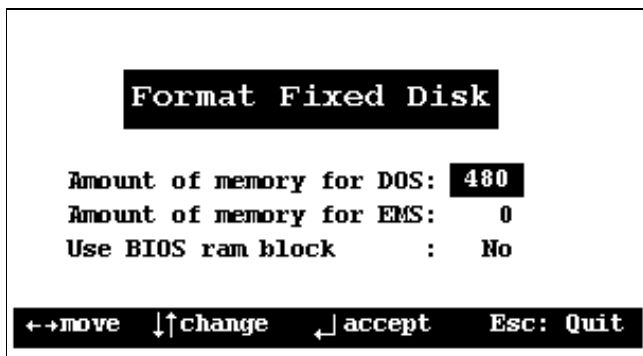 Format Fixed Disk
Amount of memory for DOS: 480
Amount of memory for EMS: 0
Use BIOS ram block : No
←→move ↓↑change ↵accept Esc: Quit